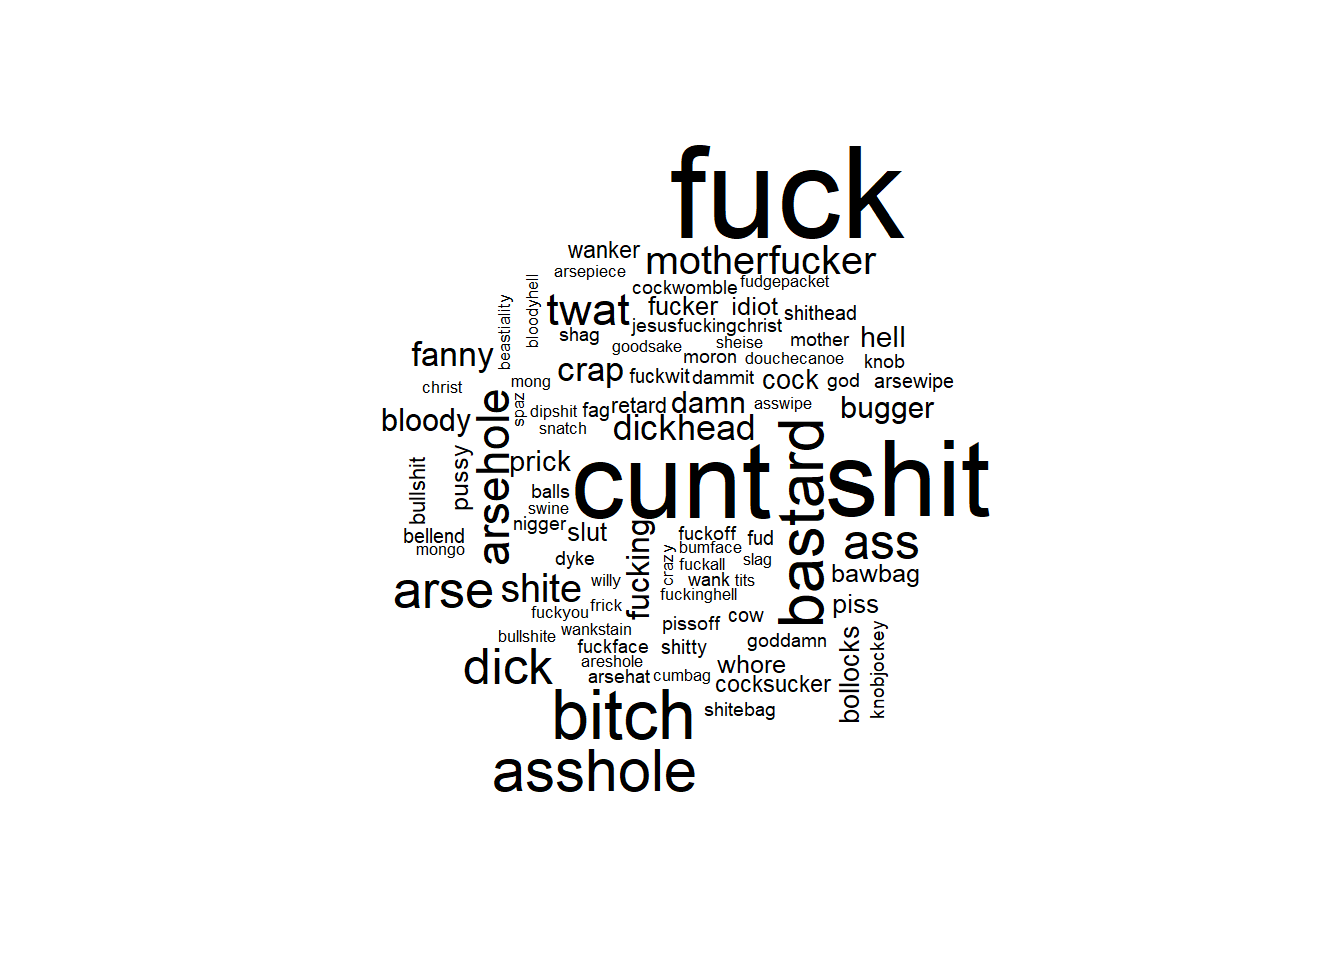 fuck
wanker
motherfucker
arsepiece
fudgepacket
bloodyhell
cockwomble
beastiality
twat
fucker
idiot
shithead
jesusfuckingchrist
shag
mother
hell
goodsake
sheise
fanny
moron
douchecanoe
knob
crap
fuckwit
dammit
cock
god
arsewipe
christ
mong
spaz
arsehole
bloody
dipshit
fag
retard
damn
asswipe
bugger
snatch
dickhead
bastard
bullshit
pussy
prick
cunt
shit
balls
swine
nigger
slut
fucking
bellend
mongo
fuckoff
fud
ass
bumface
dyke
crazy
fuckall
slag
bawbag
arse
shite
willy
wank
tits
fuckinghell
fuckyou
frick
piss
cow
pissoff
bullshite
wankstain
goddamn
bollocks
knobjockey
fuckface
shitty
dick
areshole
whore
arsehat
cumbag
cocksucker
bitch
shitebag
asshole